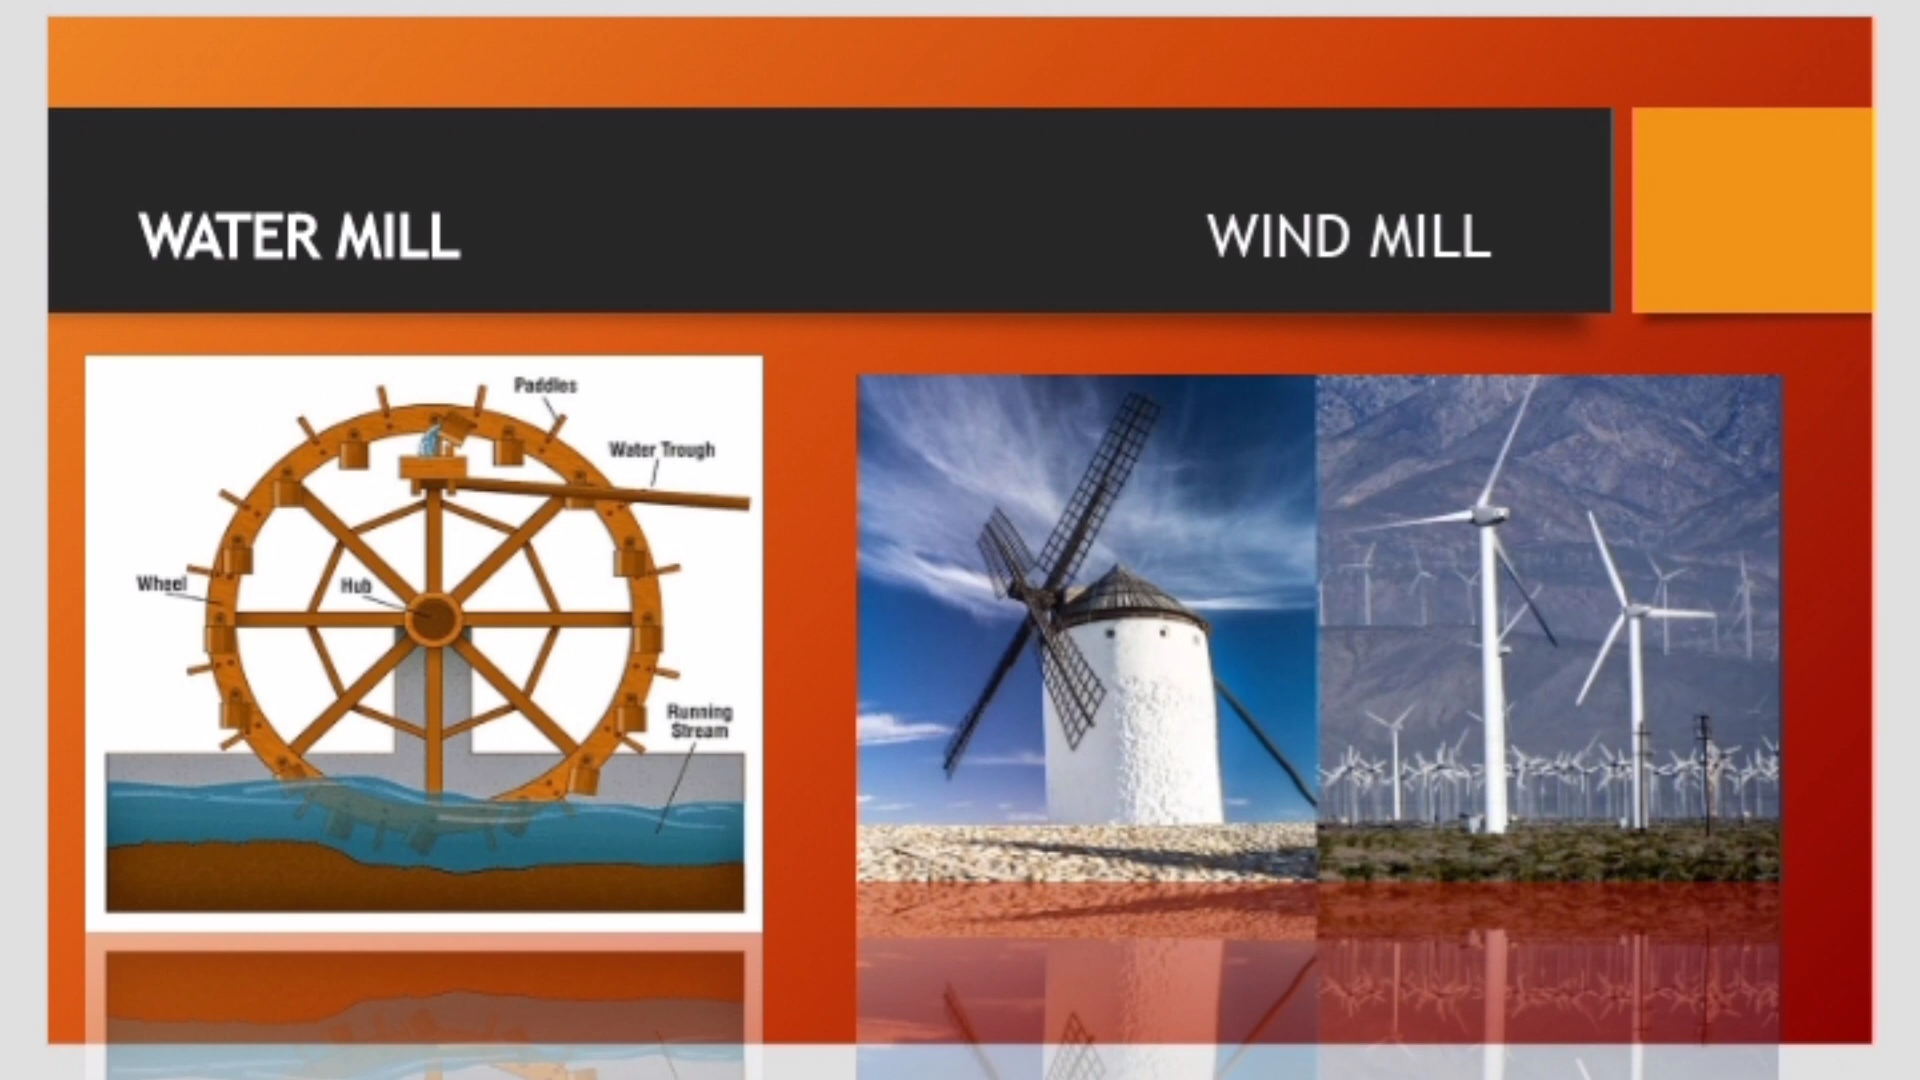 WATER MILL
WIND MILL
Paddles
Water Trough
Wheel
Hub
Running
Stream